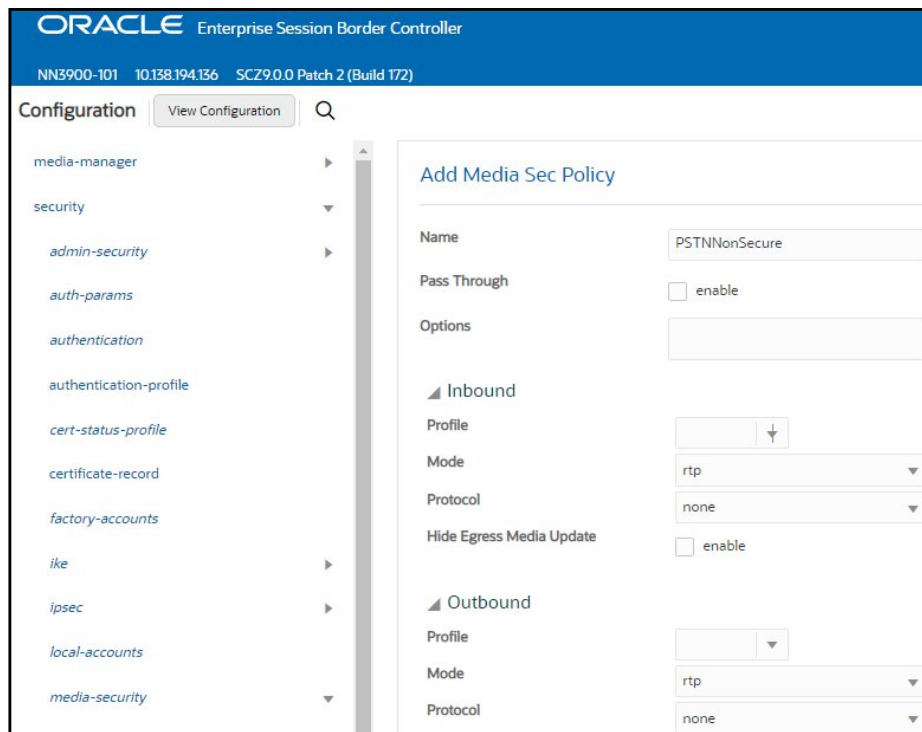 ORACLE Enterprise Session Border Controller
NN3900-101 10.138.194.136 SCZ9.0.0 Patch 2 (Build 172)
Configuration View Configuration
media-manager
security
admin-security
auth-params
authentication
authentication-profile
cert-status-profile
certificate-record
factory-accounts
ike
ipsec
local-accounts
media-security
Add Media Sec Policy
Name PSTNNonSecure
Pass Through enable
Options
Inbound
Profile
Mode rtp
Protocol none
Hide Egress Media Update enable
Outbound
Profile
Mode rtp
Protocol none